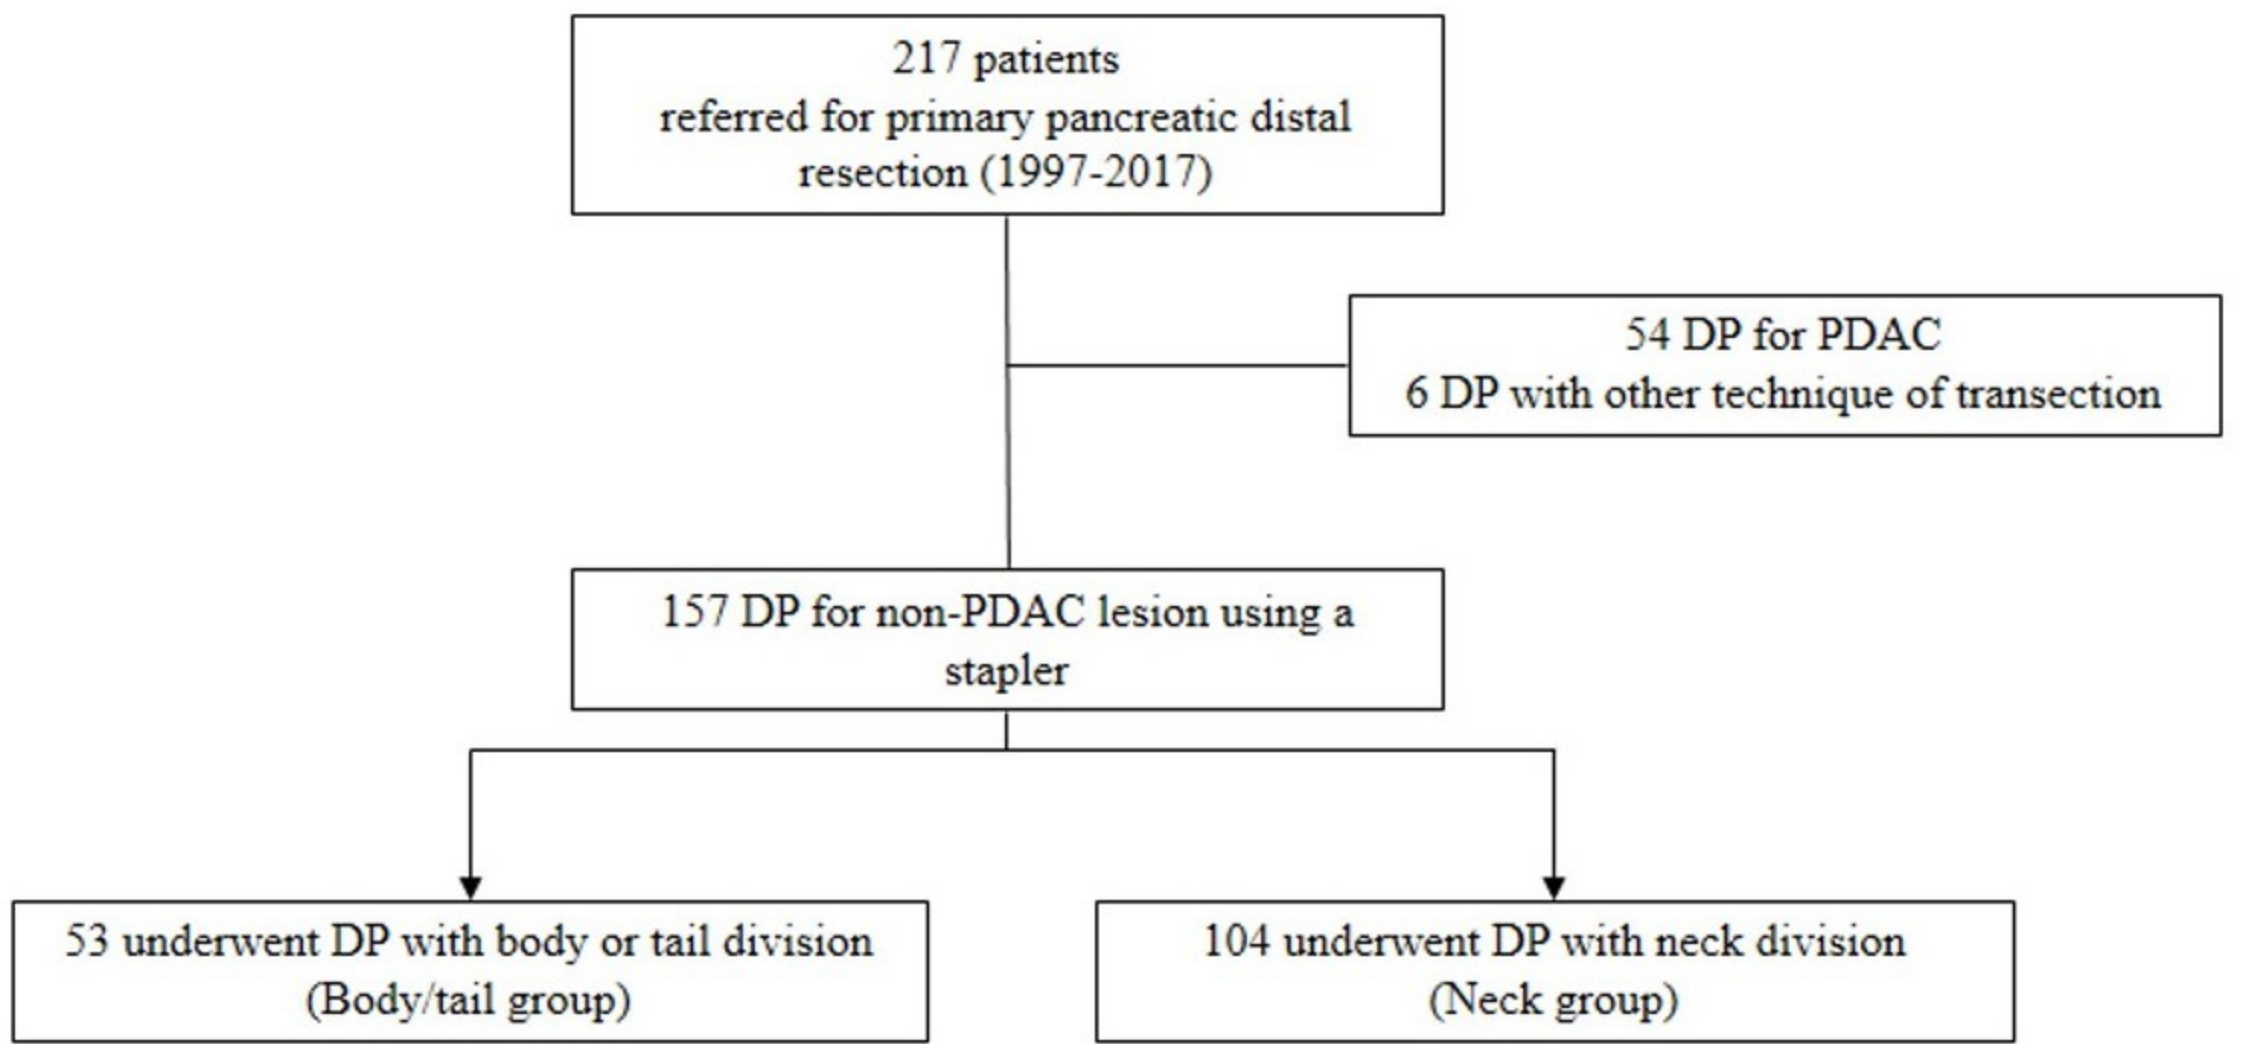 217 patients
referred for primary pancreatic distal
resection (1997-2017)
54 DP for PDAC
6 DP with other technique of transection
157 DP for non-PDAC lesion using a
stapler
53 underwent DP with body or tail division
(Body/tail group)
104 underwent DP with neck division
(Neck group)